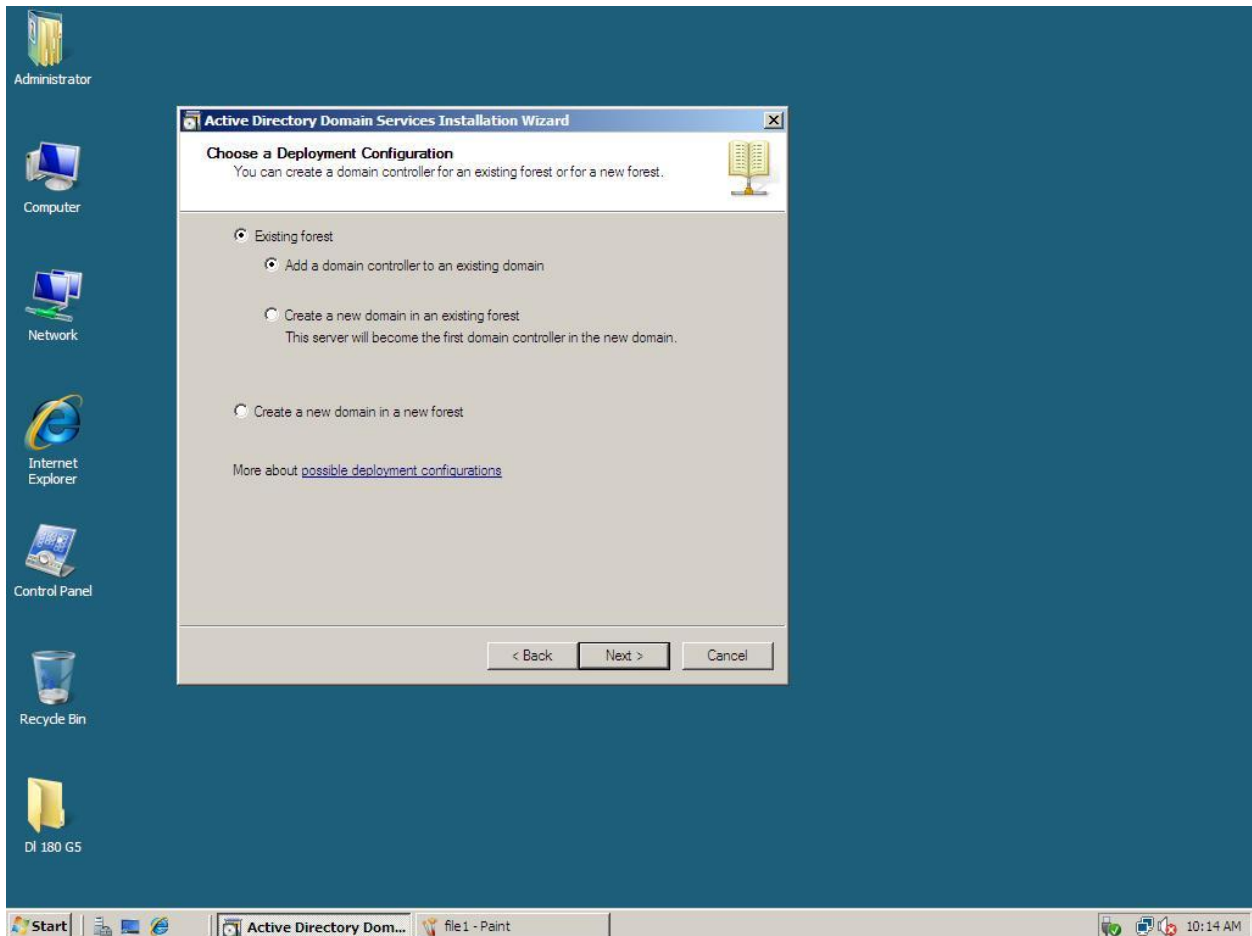 Administrator
Computer
Network
Internet
Explorer
Control Panel
Recycle Bin
Dl 180 G5
Active Directory Domain Services Installation Wizard
Choose a Deployment Configuration
You can create a domain controller for an existing forest or for a new forest.
Existing forest
Add a domain controller to an existing domain
Create a new domain in an existing forest
This server will become the first domain controller in the new domain.
Create a new domain in a new forest
More about possible deployment configurations
< Back
Next >
Cancel
Start
Active Directory Dom...
file1 - Paint
10:14 AM